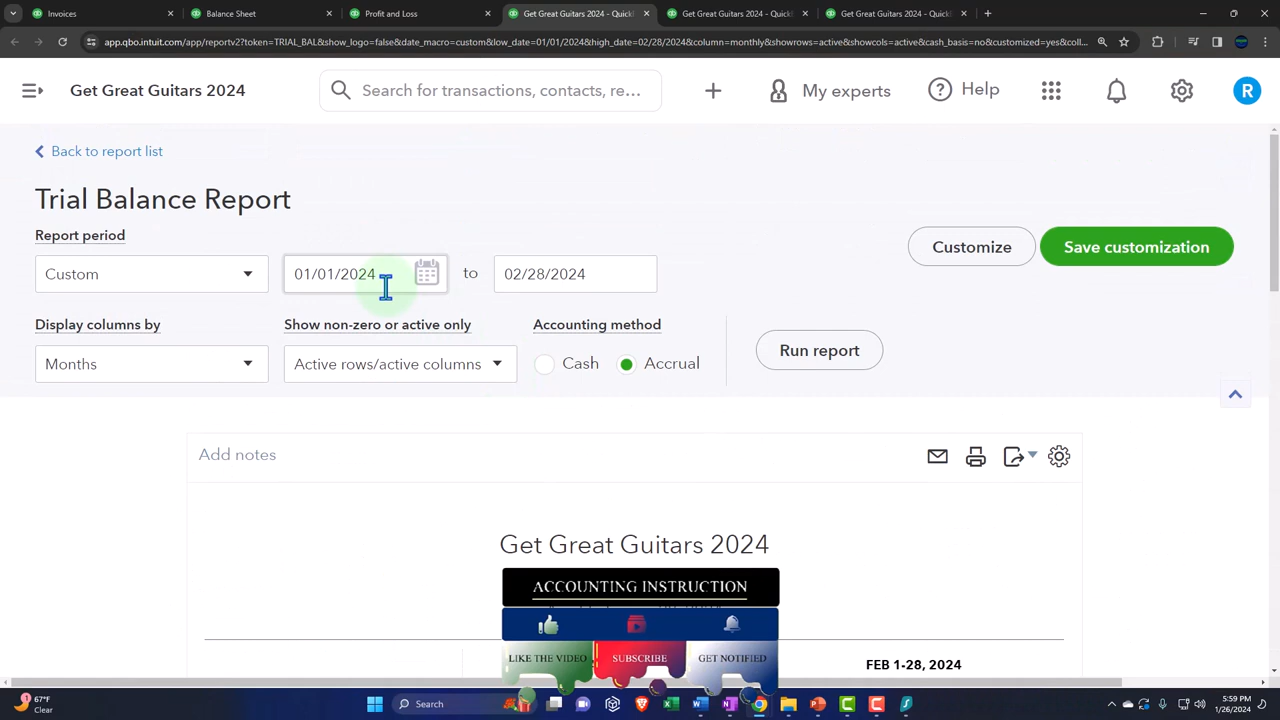 Invoices
Balance Sheet
Profit and Loss
Get Great Guitars 2024 - Quick
Get Great Guitars 2024 - Quick
Get Great Guitars 2024 - Quick
app.qbo.intuit.com/app/reportv2?token=TRIAL_BAL&show_logo=false&date_macro=custom&low_date=01/01/2024&high_date=02/28/2024&column=monthly&showrows=active&showcols=active&cash_basis=no&customized=yes&coll...
Get Great Guitars 2024
Search for transactions, contacts, re...
My experts
Help
R
Back to report list
Trial Balance Report
Report period
Customize
Save customization
Custom
01/01/2024
to
02/28/2024
Display columns by
Show non-zero or active only
Accounting method
Months
Active rows/active columns
Cash
Accrual
Run report
Add notes
Get Great Guitars 2024
ACCOUNTING INSTRUCTION
LIKE THE VIDEO
SUBSCRIBE
GET NOTIFIED
FEB 1-28, 2024
67°F
Clear
Search
5:59 PM
1/26/2024